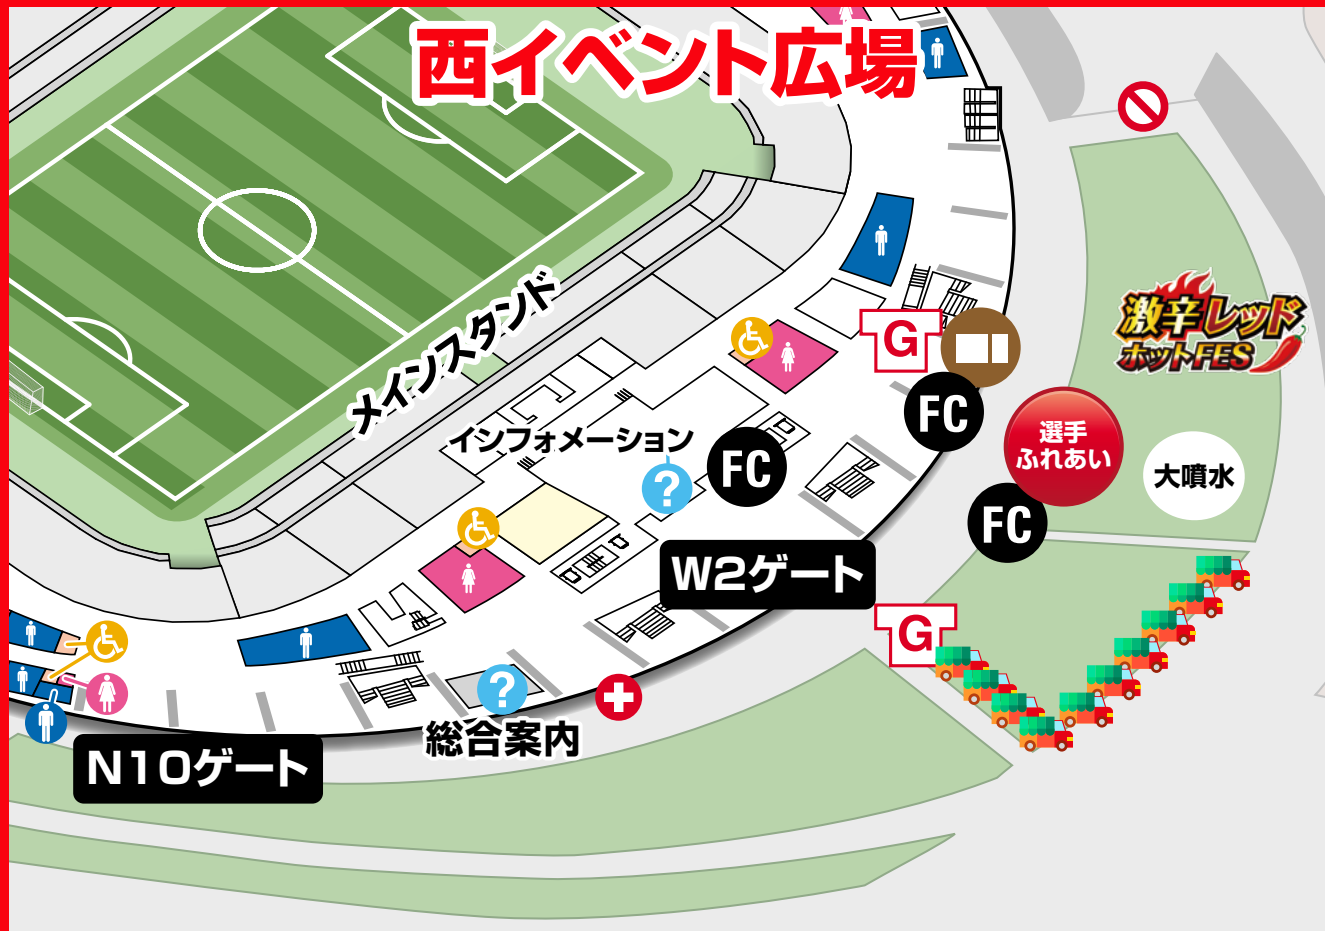 西イベント広場
メインスタンド
激辛レッド
ホットFES
G
FC
インフォメーション
?
FC
選手
ふれあい
大噴水
FC
W2ゲート
G
?
総合案内
N10ゲート